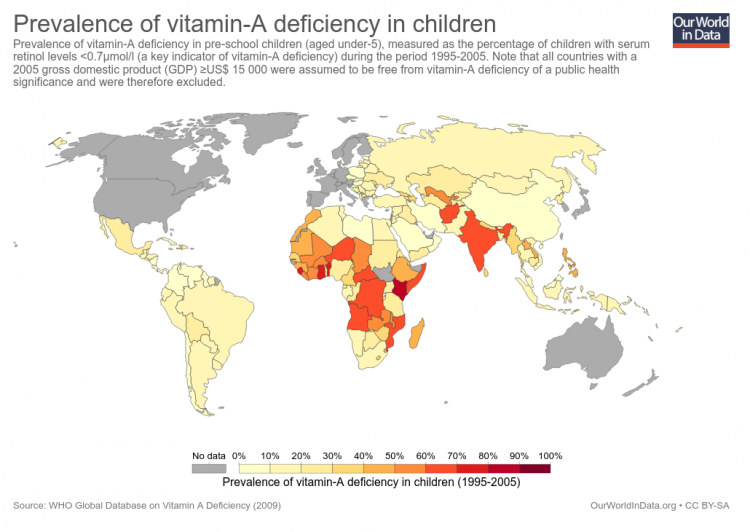 Prevalence of vitamin-A deficiency in children
Our World
in Data
Prevalence of vitamin-A deficiency in pre-school children (aged under-5), measured as the percentage of children with serum
retinol levels <0.7μmol/l (a key indicator of vitamin-A deficiency) during the period 1995-2005. Note that all countries with a
2005 gross domestic product (GDP) ≥US$ 15 000 were assumed to be free from vitamin-A deficiency of a public health
significance and were therefore excluded.
No data 0% 10% 20% 30% 40% 50% 60% 70% 80% 90% 100%
Prevalence of vitamin-A deficiency in children (1995-2005)
Source: WHO Global Database on Vitamin A Deficiency (2009)
OurWorldInData.org • CC BY-SA